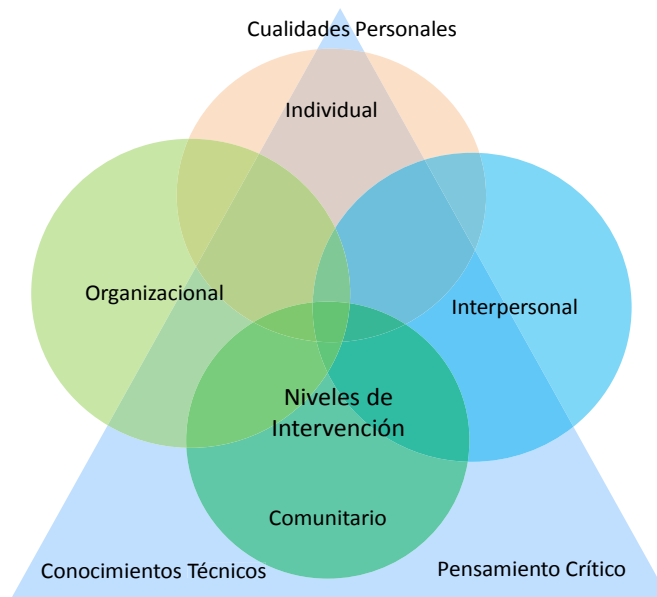 Cualidades Personales
Individual
Organizacional
Interpersonal
Niveles de
Intervención
Comunitario
Conocimientos Técnicos
Pensamiento Crítico